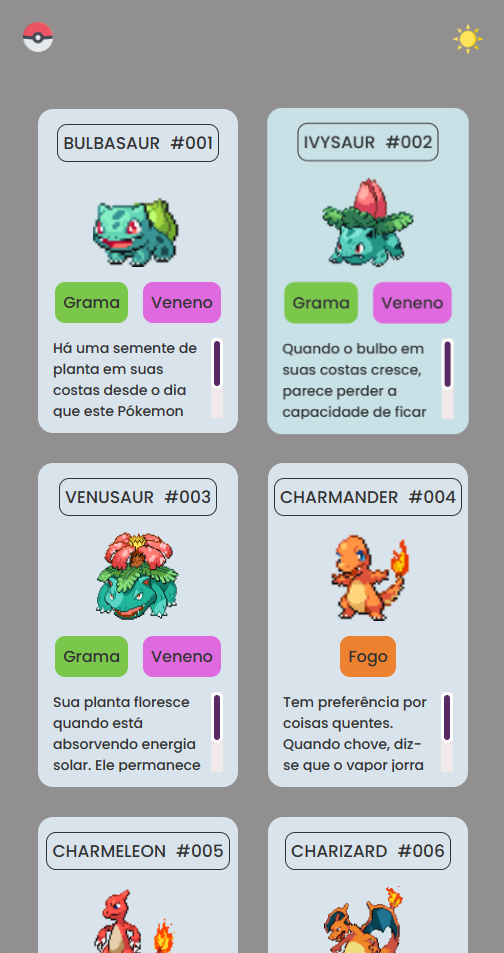 BULBASAUR #001
Grama Veneno
Há uma semente de
planta em suas
costas desde o dia
que este Pókemon
IVYSAUR #002
Grama Veneno
Quando o bulbo em
suas costas cresce,
parece perder a
capacidade de ficar
VENUSAUR #003
Grama Veneno
Sua planta floresce
quando está
absorvendo energia
solar. Ele permanece
CHARMANDER #004
Fogo
Tem preferência por
coisas quentes.
Quando chove, diz-
se que o vapor jorra
CHARMELEON #005
CHARIZARD #006